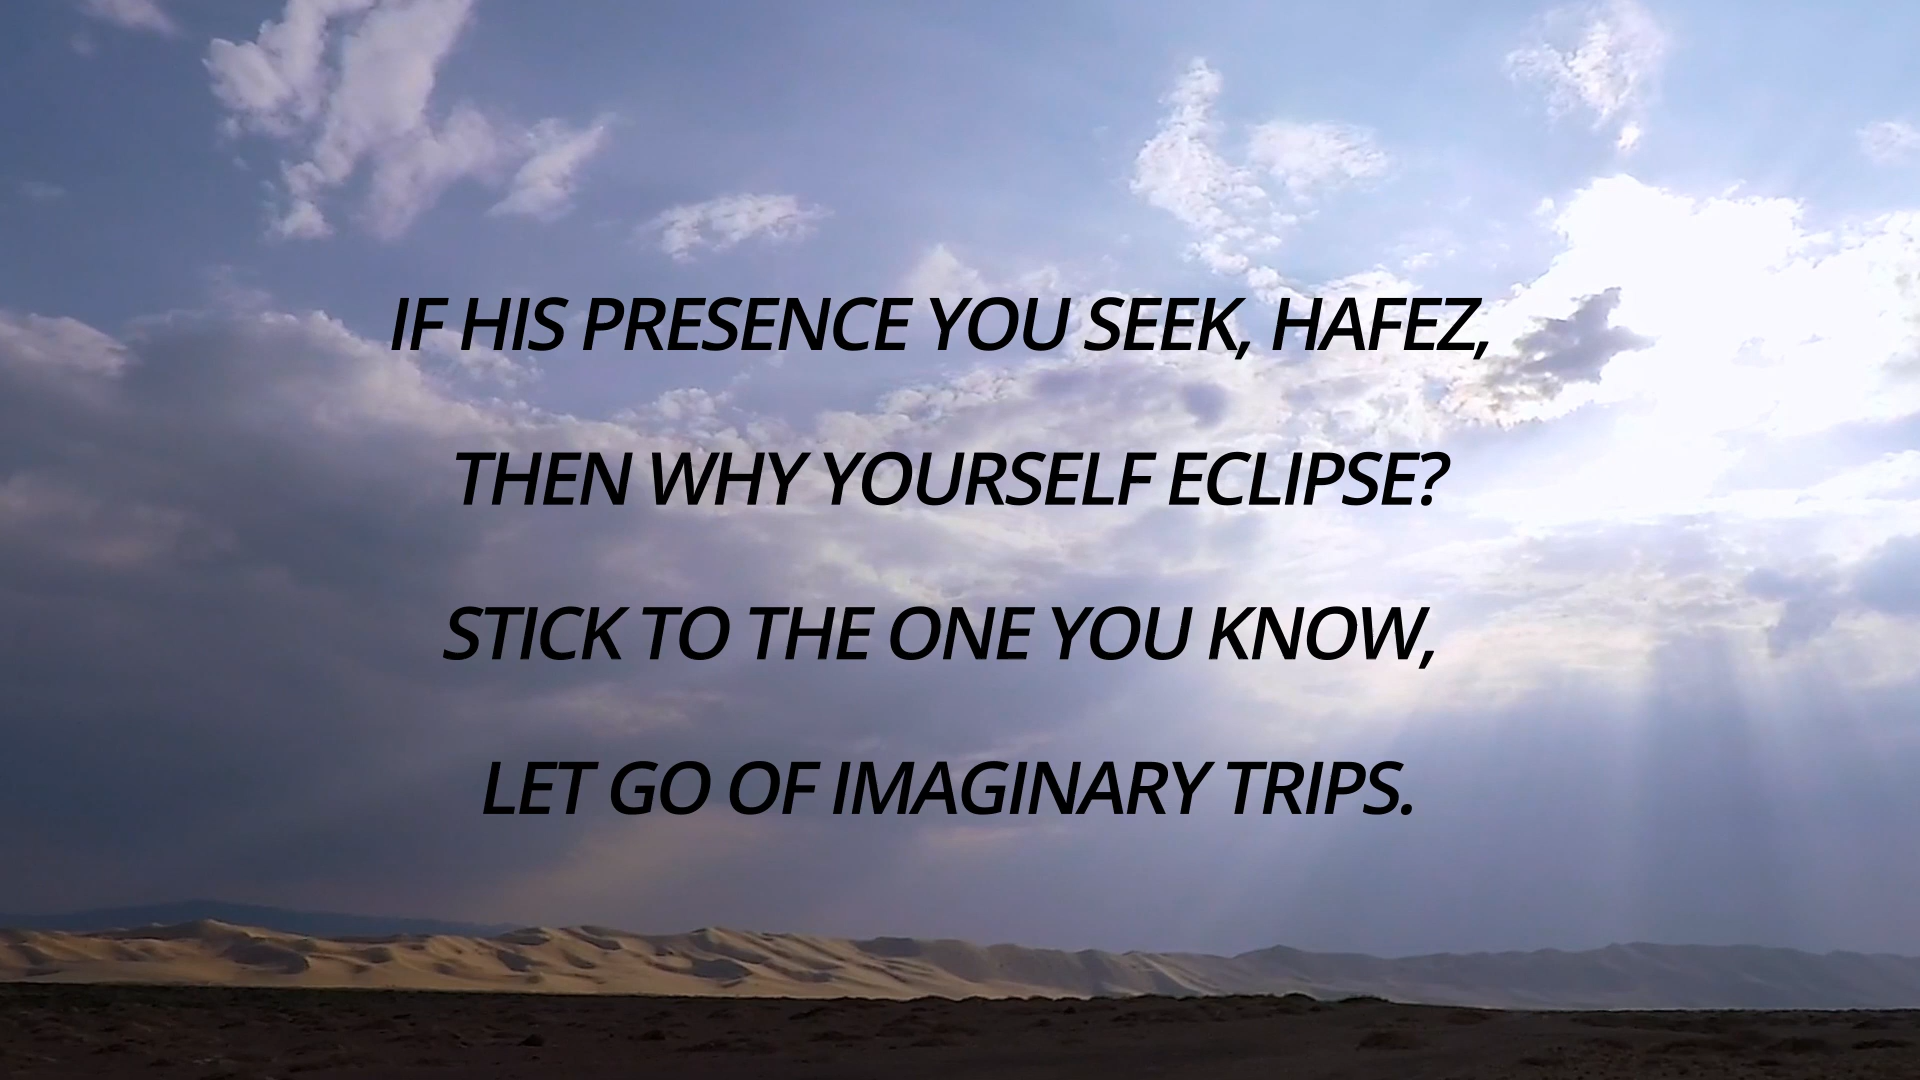 IF HIS PRESENCE YOU SEEK, HAFEZ,
THEN WHY YOURSELF ECLIPSE?
STICK TO THE ONE YOU KNOW,
LET GO OF IMAGINARY TRIPS.